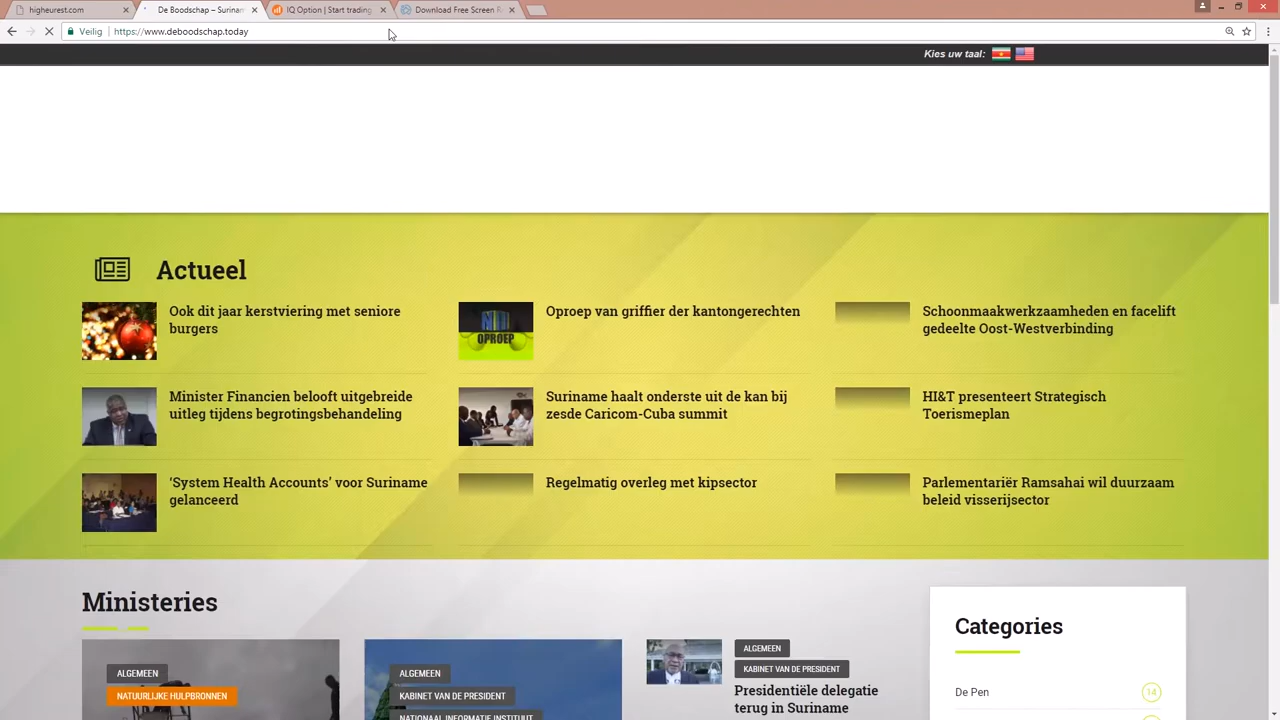 higheurest.com
De Boodschap – Surinam
IQ Option | Start trading
Download Free Screen R
Veilig
https://www.deboodschap.today
Kies uw taal:
Actueel
Ook dit jaar kerstviering met seniore
burgers
Oproep van griffier der kantongerechten
Schoonmaakwerkzaamheden en facelift
gedeelte Oost-Westverbinding
OPROEP
Minister Financien belooft uitgebreide
uitleg tijdens begrotingsbehandeling
Suriname haalt onderste uit de kan bij
zesde Caricom-Cuba summit
HI&T presenteert Strategisch
Toerismeplan
‘System Health Accounts’ voor Suriname
gelanceerd
Regelmatig overleg met kipsector
Parlementariër Ramsahai wil duurzaam
beleid visserijsector
Ministeries
Categories
ALGEMEEN
NATUURLIJKE HULPBRONNEN
ALGEMEEN
KABINET VAN DE PRESIDENT
NATIONAAL INFORMATIE INSTITUUT
ALGEMEEN
KABINET VAN DE PRESIDENT
Presidentiële delegatie
terug in Suriname
De Pen
14